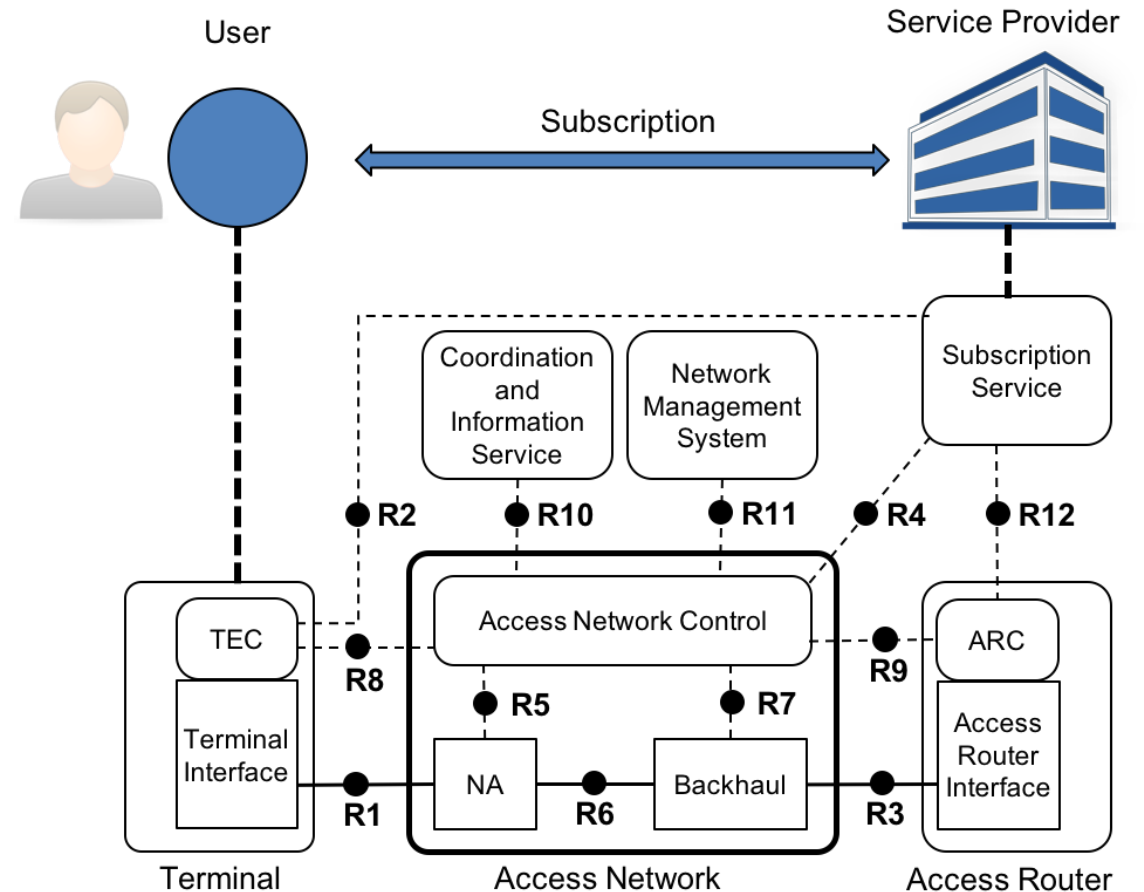 User
Service Provider
Subscription
Coordination
and
Information
Service
Network
Management
System
Subscription
Service
R2
R10
R11
R4
R12
TEC
Access Network Control
ARC
R8
R9
R5
R7
Terminal
Interface
NA
Backhaul
Access
Router
Interface
R1
R6
R3
Terminal
Access Network
Access Router